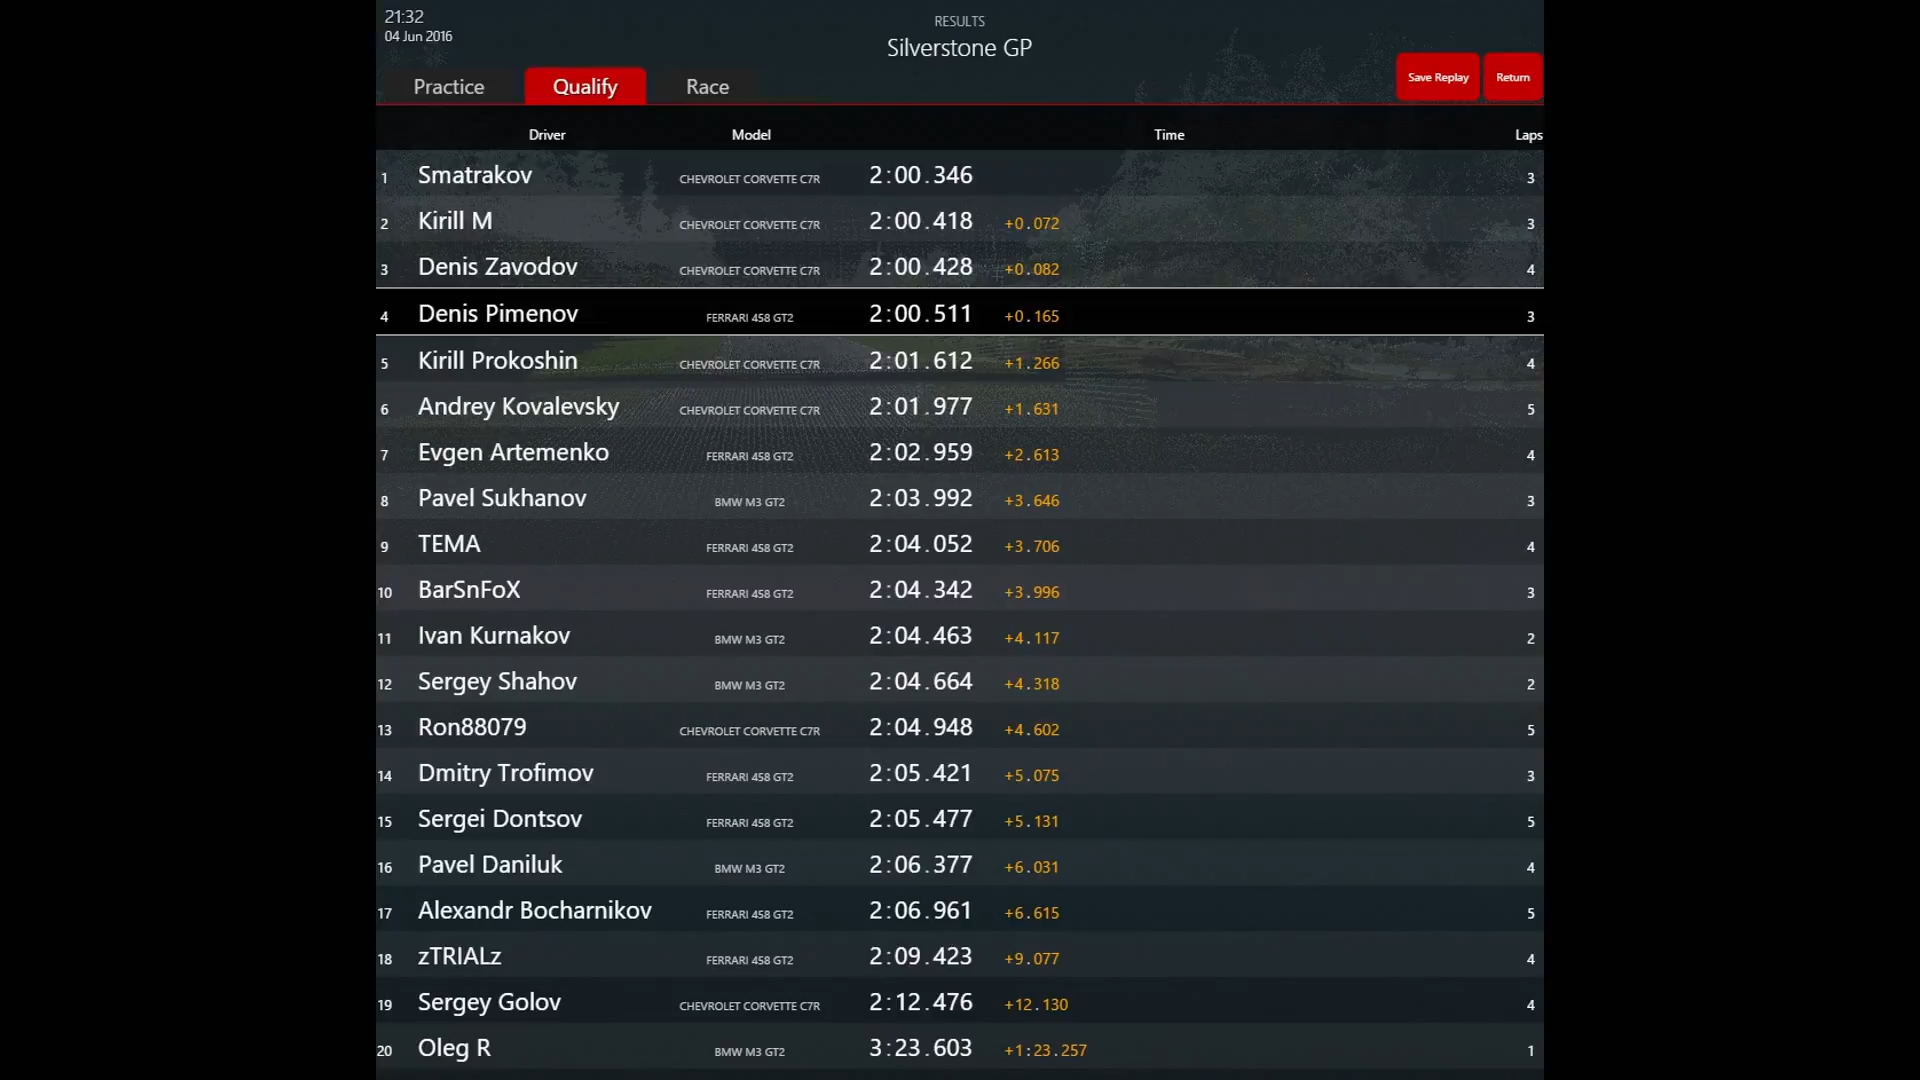 21:32
04 Jun 2016
RESULTS
Silverstone GP
Practice Qualify Race Save Replay Return
Driver Model Time Laps
1 Smatrakov CHEVROLET CORVETTE C7R 2:00.346 3
2 Kirill M CHEVROLET CORVETTE C7R 2:00.418 +0.072 3
3 Denis Zavodov CHEVROLET CORVETTE C7R 2:00.428 +0.082 4
4 Denis Pimenov FERRARI 458 GT2 2:00.511 +0.165 3
5 Kirill Prokoshin CHEVROLET CORVETTE C7R 2:01.612 +1.266 4
6 Andrey Kovalevsky CHEVROLET CORVETTE C7R 2:01.977 +1.631 5
7 Evgen Artemenko FERRARI 458 GT2 2:02.959 +2.613 4
8 Pavel Sukhanov BMW M3 GT2 2:03.992 +3.646 3
9 TEMA FERRARI 458 GT2 2:04.052 +3.706 4
10 BarSnFoX FERRARI 458 GT2 2:04.342 +3.996 3
11 Ivan Kurnakov BMW M3 GT2 2:04.463 +4.117 2
12 Sergey Shahov BMW M3 GT2 2:04.664 +4.318 2
13 Ron88079 CHEVROLET CORVETTE C7R 2:04.948 +4.602 5
14 Dmitry Trofimov FERRARI 458 GT2 2:05.421 +5.075 3
15 Sergei Dontsov FERRARI 458 GT2 2:05.477 +5.131 5
16 Pavel Daniluk BMW M3 GT2 2:06.377 +6.031 4
17 Alexandr Bocharnikov FERRARI 458 GT2 2:06.961 +6.615 5
18 zTRIALz FERRARI 458 GT2 2:09.423 +9.077 4
19 Sergey Golov CHEVROLET CORVETTE C7R 2:12.476 +12.130 4
20 Oleg R BMW M3 GT2 3:23.603 +1:23.257 1